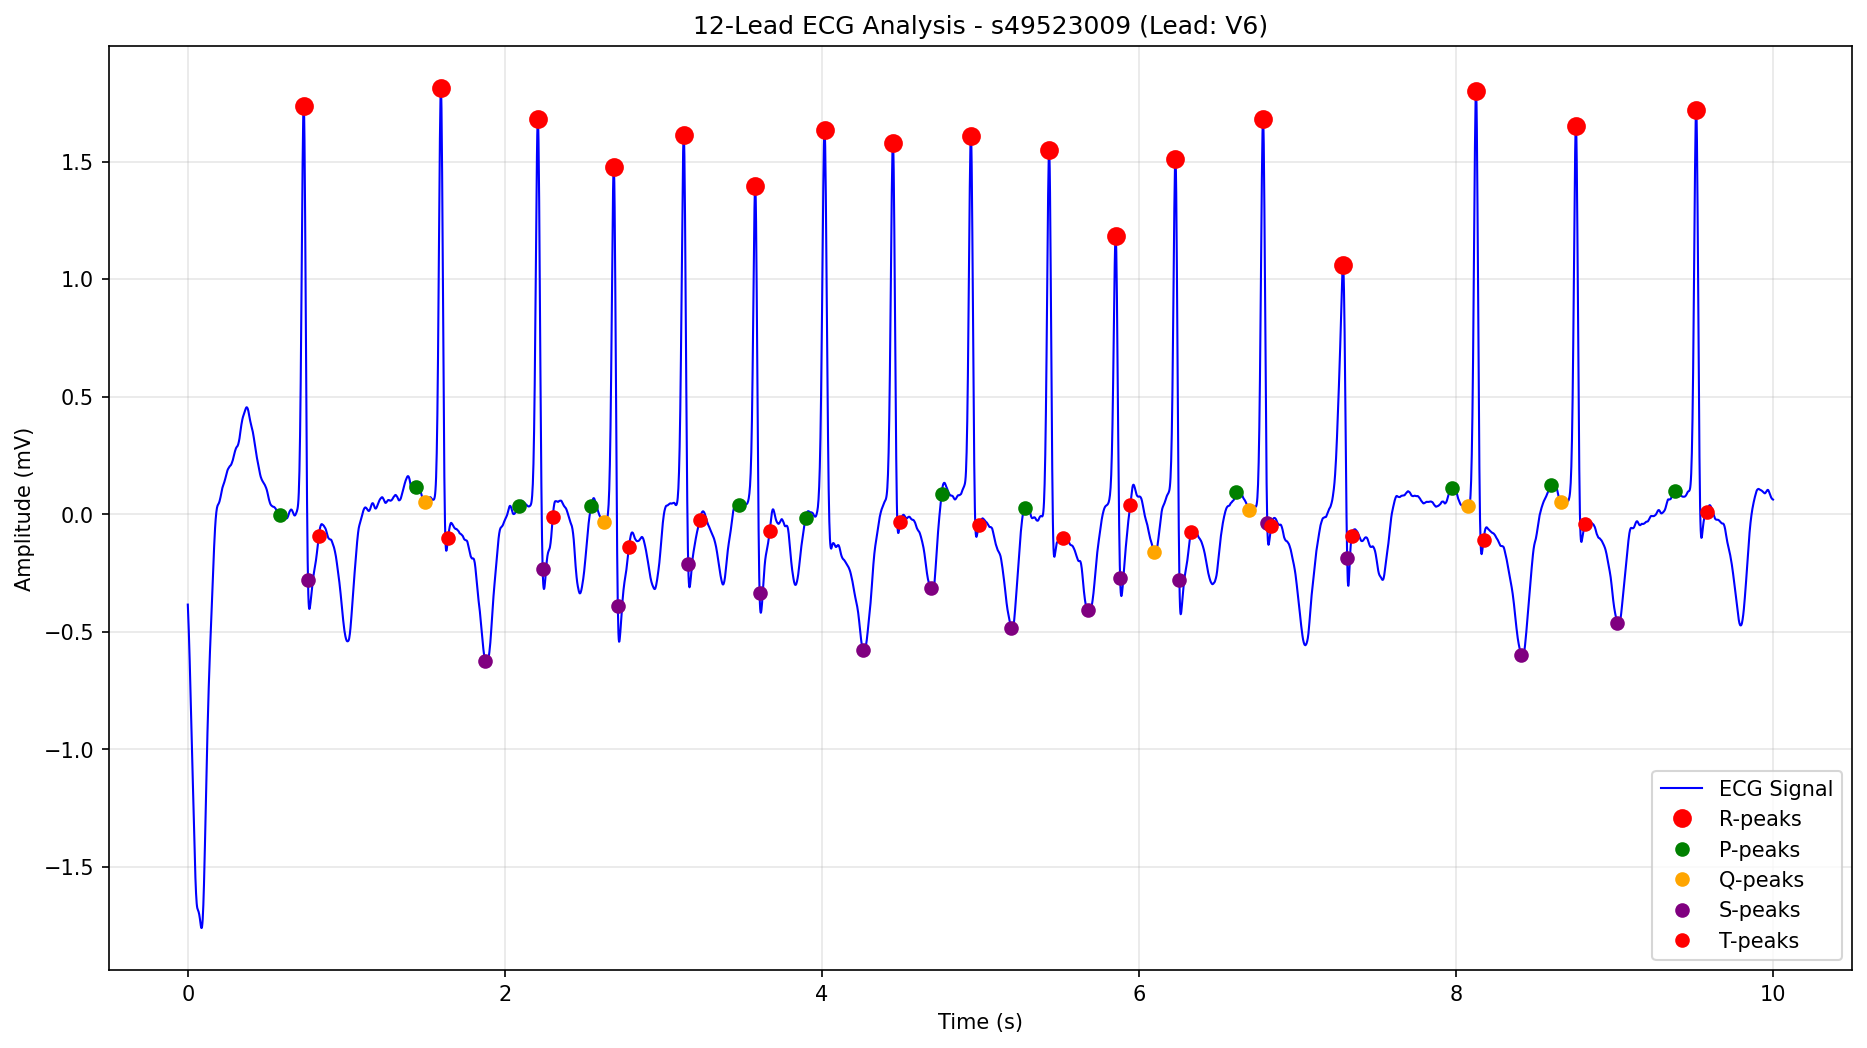 12-Lead ECG Analysis - s49523009 (Lead: V6)
Amplitude (mV)
1.5
1.0
0.5
0.0
−0.5
−1.0
−1.5
0
2
4
6
8
10
Time (s)
ECG Signal
R-peaks
P-peaks
Q-peaks
S-peaks
T-peaks